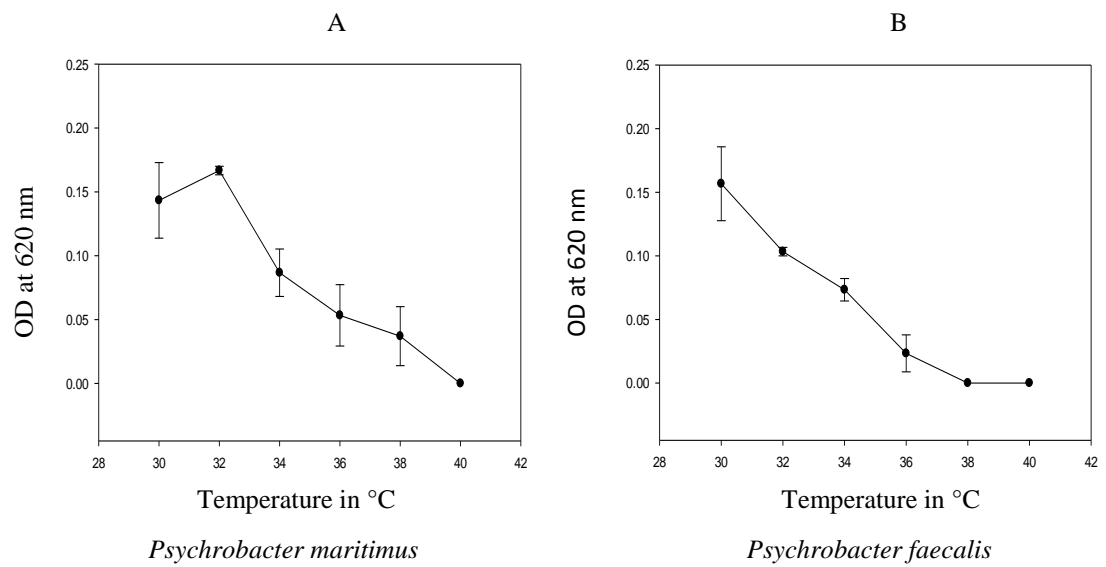 A
0.25
0.20
0.15
0.10
0.05
0.00
OD at 620 nm
28 30 32 34 36 38 40 42
Temperature in °C
Psychrobacter maritimus
B
0.25
0.20
0.15
0.10
0.05
0.00
OD at 620 nm
28 30 32 34 36 38 40 42
Temperature in °C
Psychrobacter faecalis